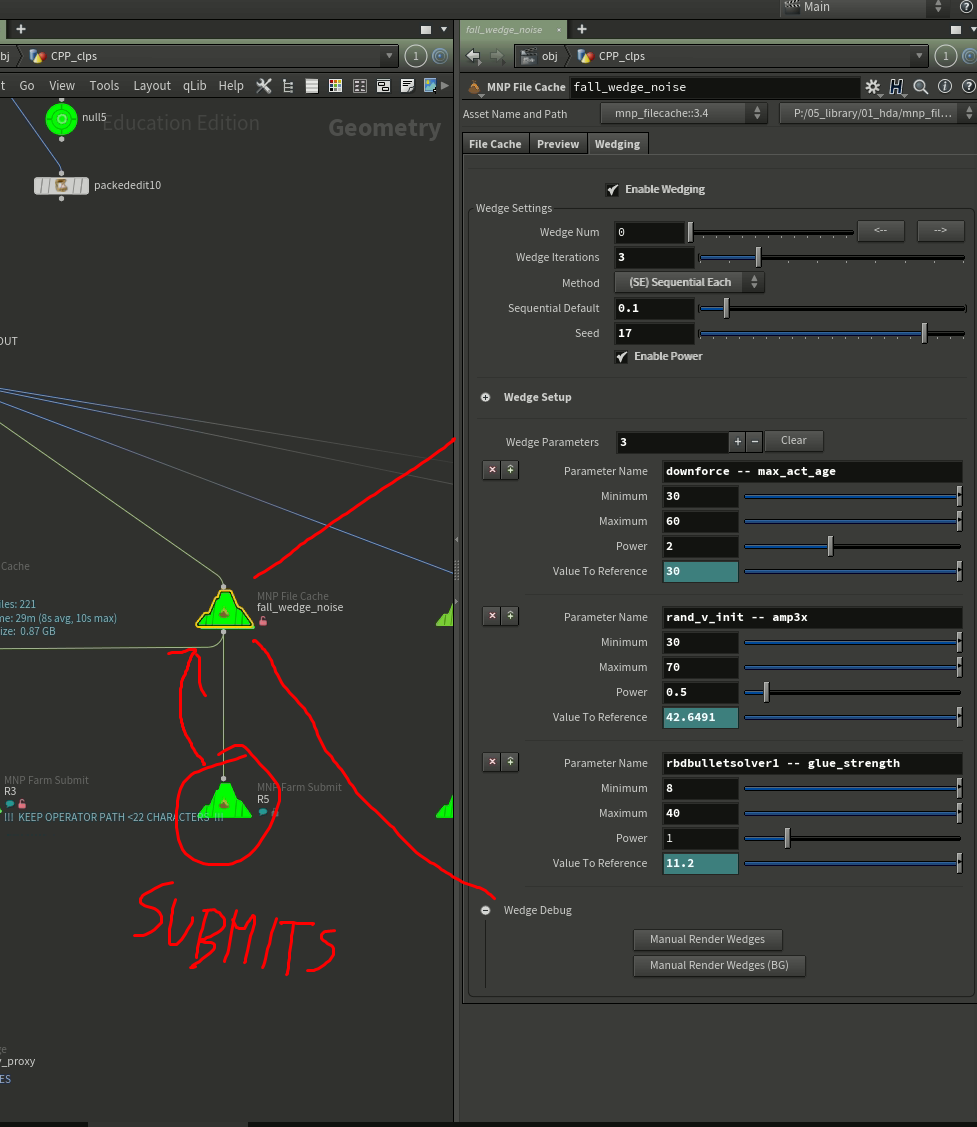 Main
fall_wedge_noise
bj
CPP_clps
1
obj
CPP_clps
1
t Go View Tools Layout qLib Help
MNP File Cache
fall_wedge_noise
Asset Name and Path
mnp_filecache::3.4
P:/05_library/01_hda/mnp_fil...
File Cache
Preview
Wedging
null5
Education Edition
Geometry
packededit10
OUT
Cache
iles: 221
me: 29m (8s avg, 10s max)
ize: 0.87 GB
MNP File Cache
fall_wedge_noise
MNP Farm Submit
R3
!!! KEEP OPERATOR PATH <22 CHARACTERS !!!
MNP Farm Submit
R5
SUBMITS
ge
y_proxy
ES
Enable Wedging
Wedge Settings
Wedge Num
0
<--
-->
Wedge Iterations
3
Method
(SE) Sequential Each
Sequential Default
0.1
Seed
17
Enable Power
Wedge Setup
Wedge Parameters
3
+
−
Clear
Parameter Name
downforce -- max_act_age
Minimum
30
Maximum
60
Power
2
Value To Reference
30
Parameter Name
rand_v_init -- amp3x
Minimum
30
Maximum
70
Power
0.5
Value To Reference
42.6491
Parameter Name
rbdbulletsolver1 -- glue_strength
Minimum
8
Maximum
40
Power
1
Value To Reference
11.2
Wedge Debug
Manual Render Wedges
Manual Render Wedges (BG)